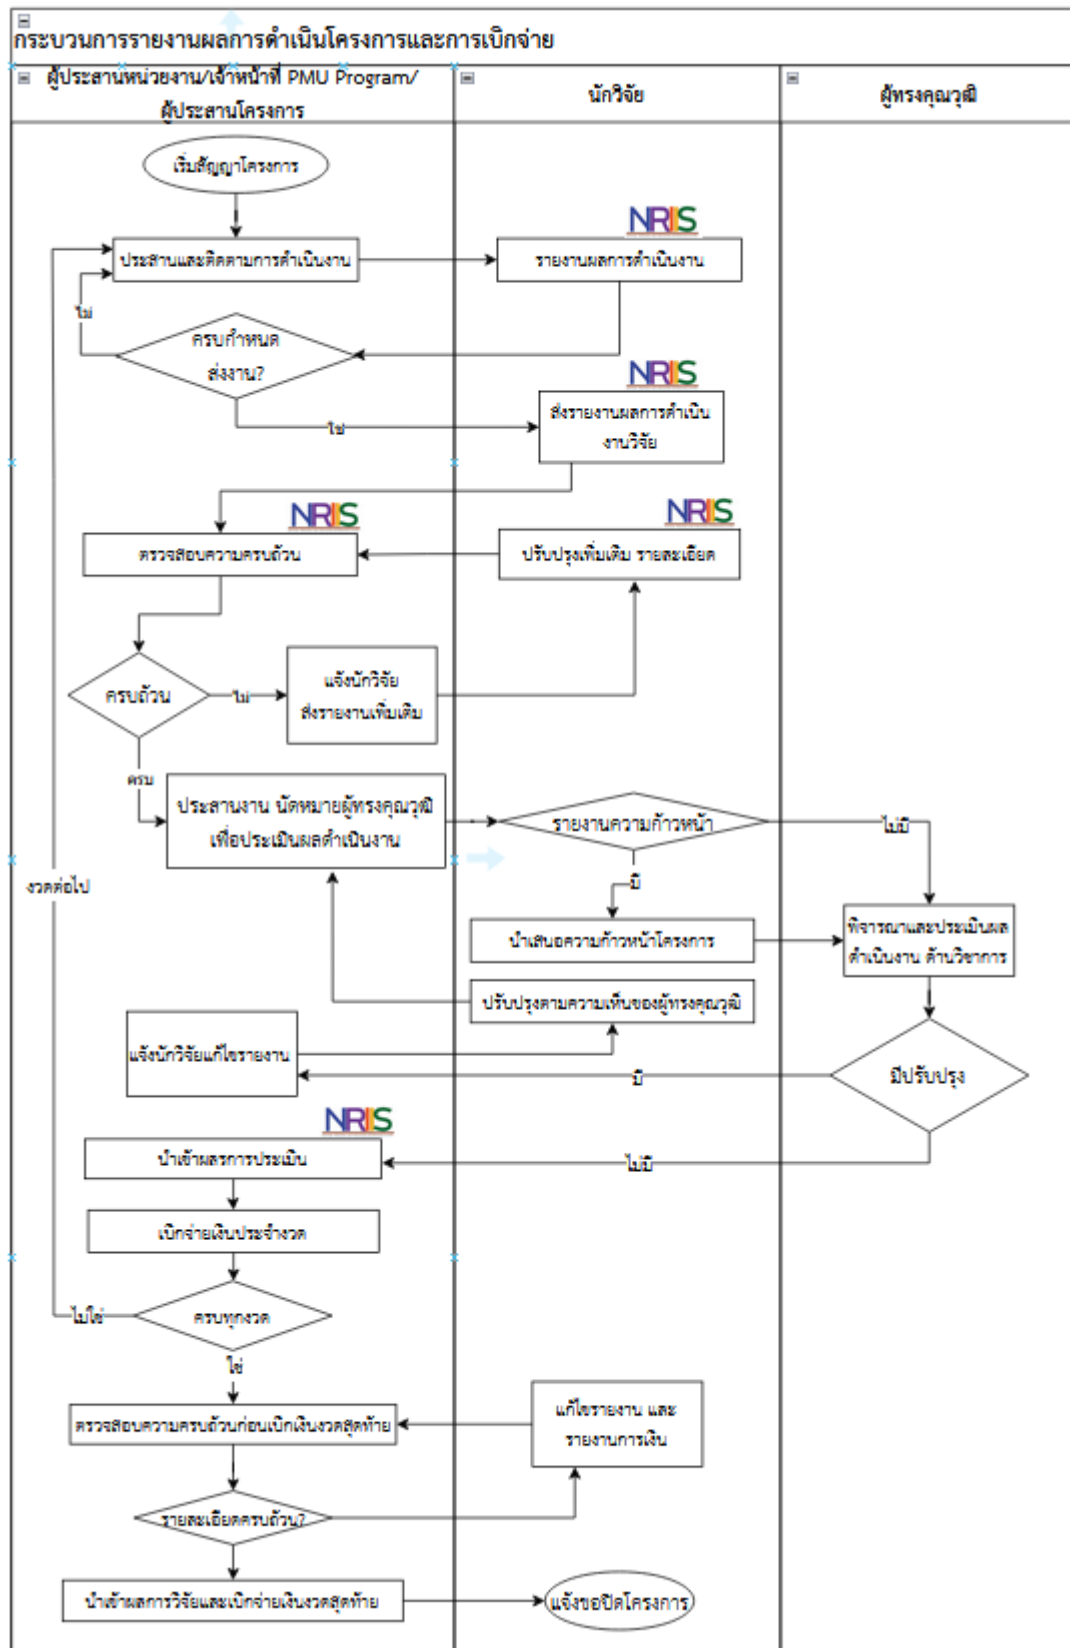 กระบวนการรายงานผลการดำเนินโครงการและการเบิกจ่าย
ผู้ประสานหน่วยงาน/เจ้าหน้าที่ PMU Program/
ผู้ประสานโครงการ
นักวิจัย
ผู้ทรงคุณวุฒิ
เริ่มสัญญาโครงการ
NRIIS
ประสานและติดตามการดำเนินงาน
รายงานผลการดำเนินงาน
ไม่
ครบกำหนด
ส่งงาน?
NRIIS
ใช่
ส่งรายงานผลการดำเนิน
งานวิจัย
NRIIS
NRIIS
ตรวจสอบความครบถ้วน
ปรับปรุงเพิ่มเติม รายละเอียด
ครบถ้วน
ไม่
แจ้งนักวิจัย
ส่งรายงานเพิ่มเติม
ครบ
ประสานงาน นัดหมายผู้ทรงคุณวุฒิ
เพื่อประเมินผลดำเนินงาน
รายงานความก้าวหน้า
ไม่มี
มี
งวดต่อไป
นำเสนอความก้าวหน้าโครงการ
พิจารณาและประเมินผล
ดำเนินงาน ด้านวิชาการ
ปรับปรุงตามความเห็นของผู้ทรงคุณวุฒิ
แจ้งนักวิจัยแก้ไขรายงาน
มี
มีปรับปรุง
NRIIS
นำเข้าผลรการประเมิน
ไม่มี
เบิกจ่ายเงินประจำงวด
ไม่ใช่
ครบทุกงวด
ใช่
ตรวจสอบความครบถ้วนก่อนเบิกเงินงวดสุดท้าย
แก้ไขรายงาน และ
รายงานการเงิน
รายละเอียดครบถ้วน?
นำเข้าผลการวิจัยและเบิกจ่ายเงินงวดสุดท้าย
แจ้งขอปิดโครงการ